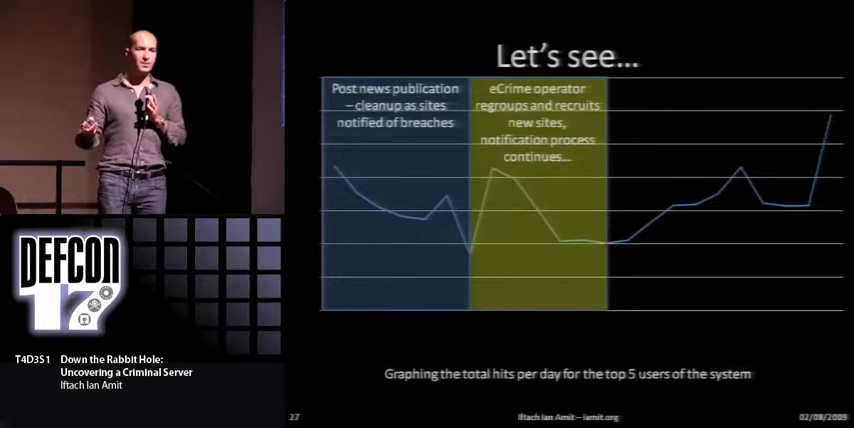 Let's see...
Post news publication
– cleanup as sites
notified of breaches
eCrime operator
regroups and recruits
new sites,
notification process
continues...
Graphing the total hits per day for the top 5 users of the system
27
Iftach Ian Amit – iamit.org
02/08/2009
DEFCON
17
T4D3S1
Down the Rabbit Hole:
Uncovering a Criminal Server
Iftach Ian Amit